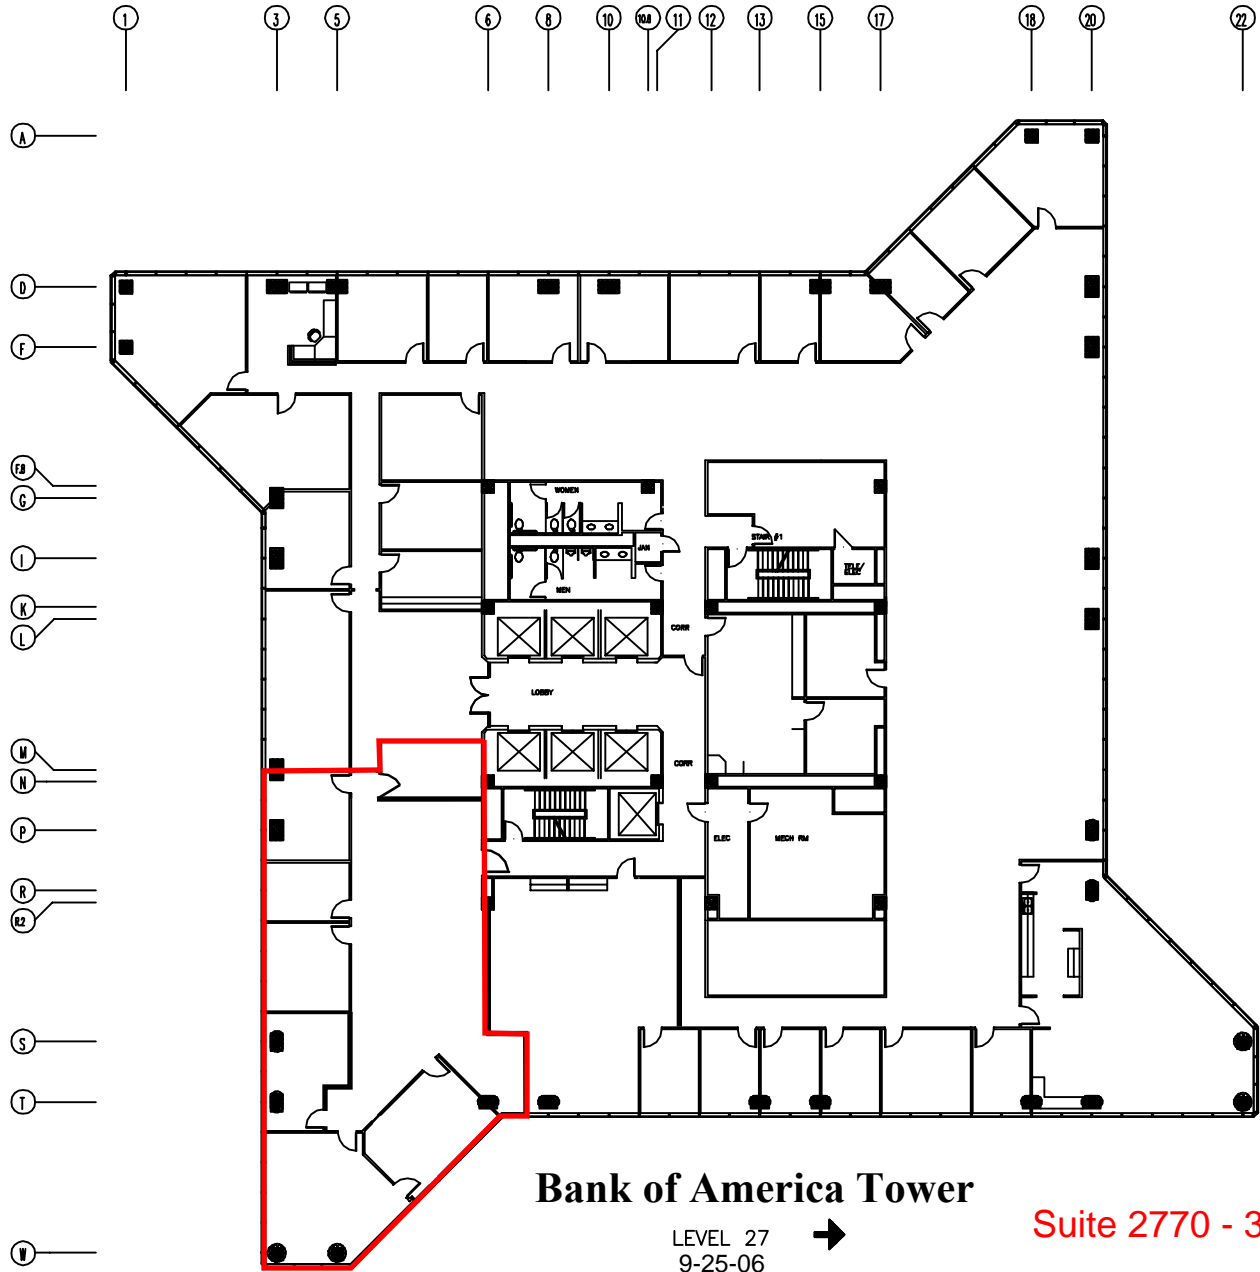 1 3 5 6 8 10 10.8 11 12 13 15 17 18 20 22
A
D
F
F.8
G
I
K
L
M
N
P
R
R.2
S
T
W
WOMEN
JAN
MEN
STAIR #1
TELE/
ELEC
CORR
LOBBY
CORR
ELEC
MECH RM
Bank of America Tower
LEVEL 27
9-25-06
Suite 2770 - 3